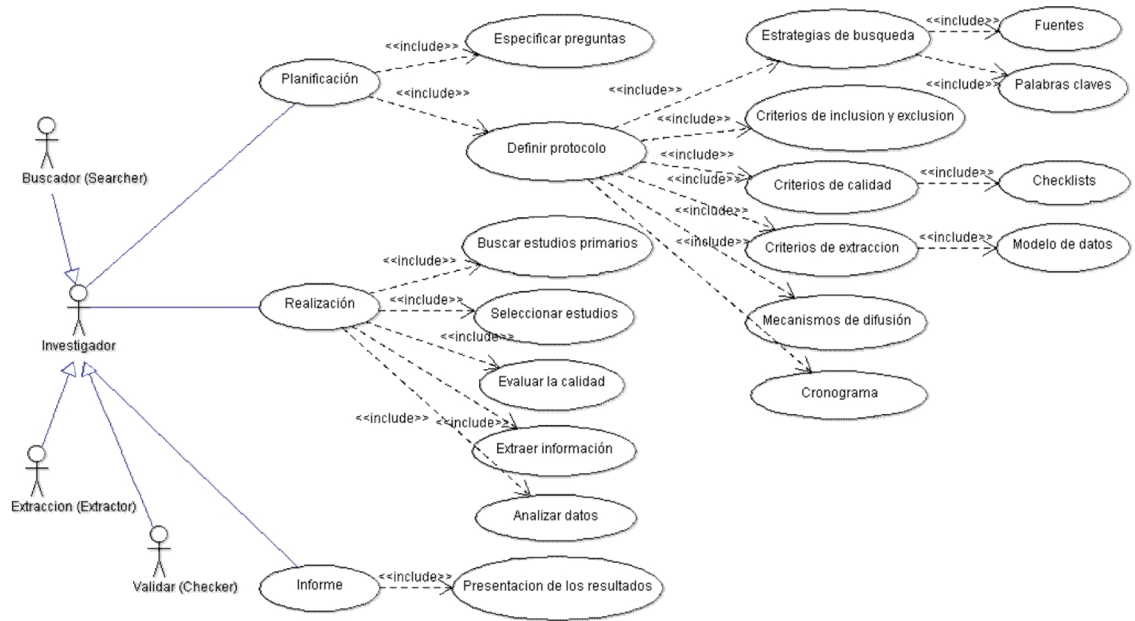 <<include>>
Especificar preguntas
Planificación
<<include>>
Definir protocolo
<<include>>
Estrategias de busqueda
<<include>>
Fuentes
<<include>>
Palabras claves
<<include>>
Criterios de inclusion y exclusion
<<include>>
Criterios de calidad
<<include>>
Checklists
<<include>>
<<include>>
Criterios de extraccion
<<include>>
Modelo de datos
<<include>>
Mecanismos de difusión
Cronograma
Buscador (Searcher)
Investigador
Realización
<<include>>
Buscar estudios primarios
<<include>>
Seleccionar estudios
<<include>>
Evaluar la calidad
<<include>>
<<include>>
Extraer información
Analizar datos
Extraccion (Extractor)
Validar (Checker)
Informe
<<include>>
Presentacion de los resultados